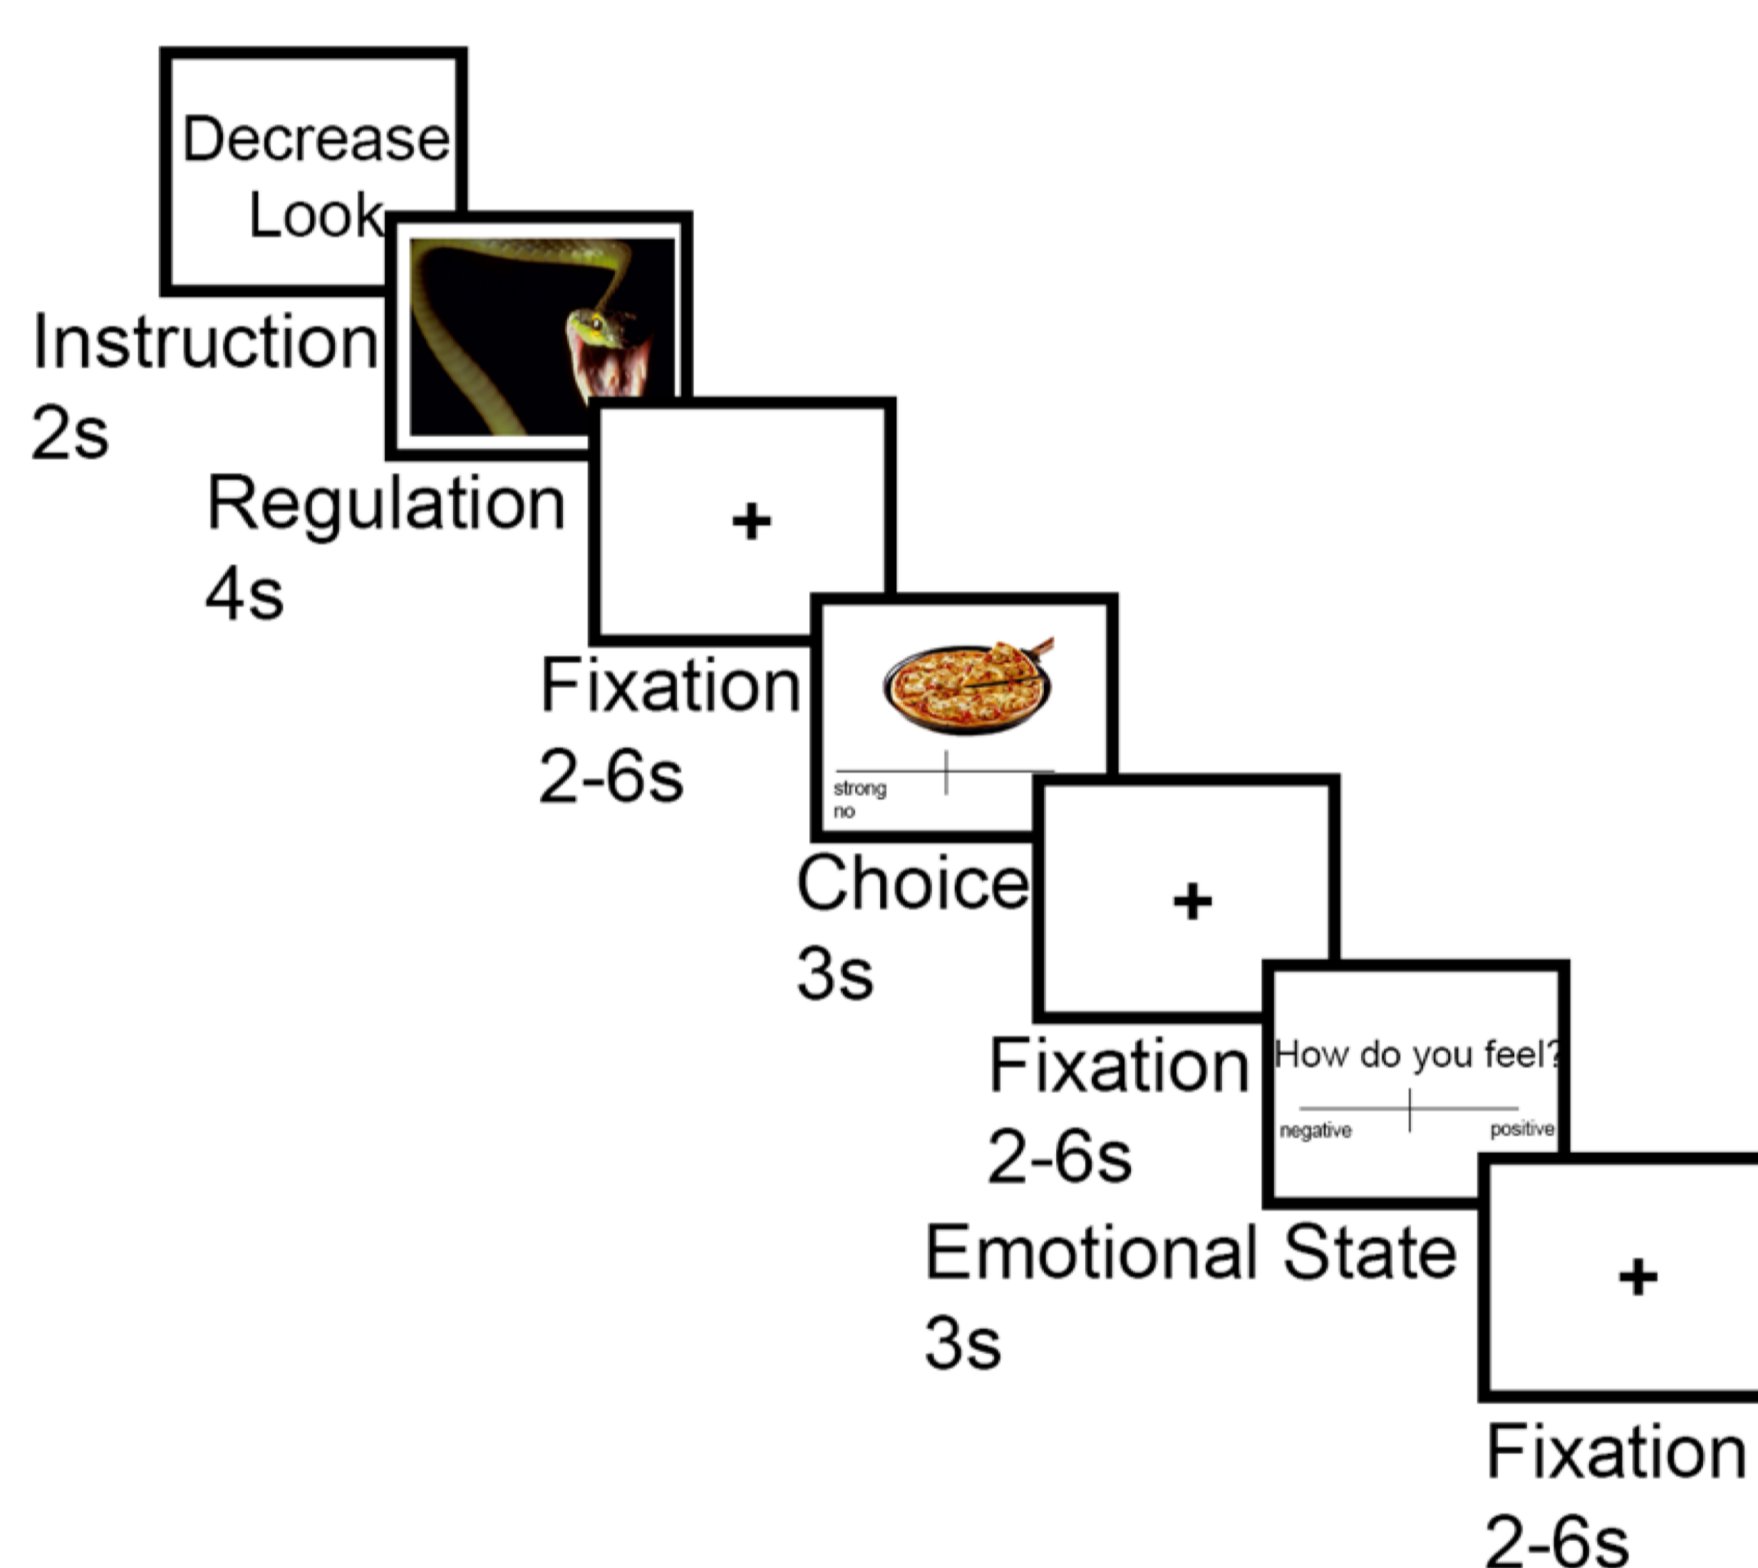 Decrease
Look
Instruction
2s
Regulation
4s
+
Fixation
2-6s
strong
no
Choice
3s
+
Fixation
2-6s
How do you feel?
negative positive
Emotional State
3s
+
Fixation
2-6s